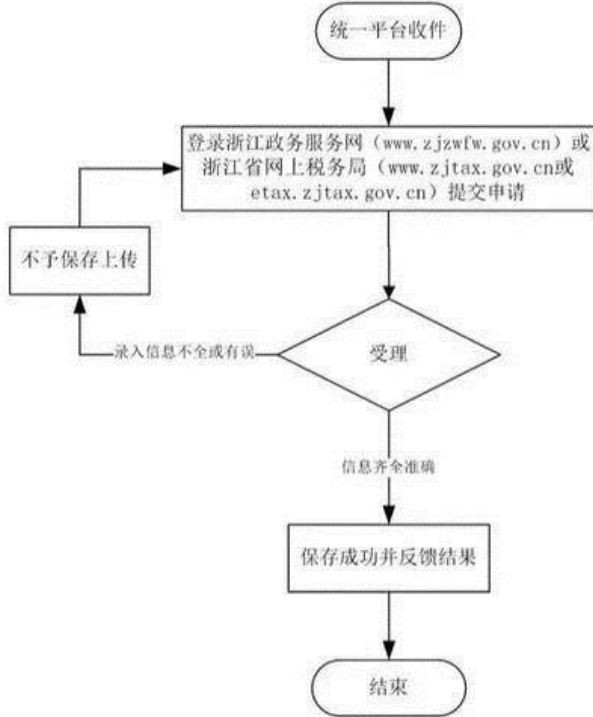 统一平台收件
登录浙江政务服务网（www.zjzwfw.gov.cn）或
浙江省网上税务局（www.zjtax.gov.cn或
etax.zjtax.gov.cn）提交申请
不予保存上传
录入信息不全或有误
受理
信息齐全准确
保存成功并反馈结果
结束